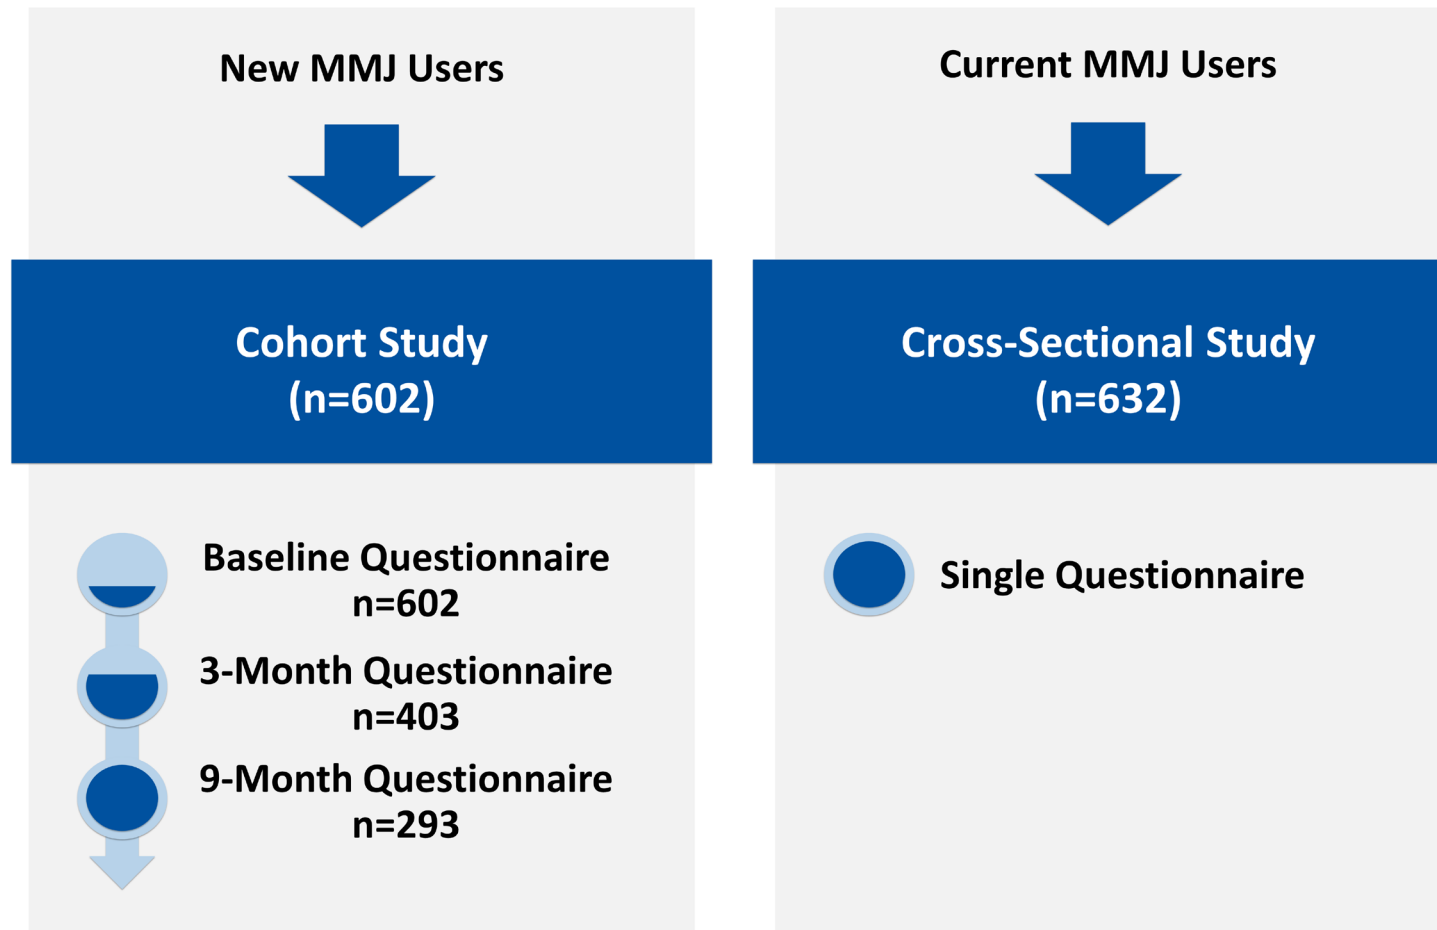 New MMJ Users
Cohort Study
(n=602)
Baseline Questionnaire
n=602
3-Month Questionnaire
n=403
9-Month Questionnaire
n=293
Current MMJ Users
Cross-Sectional Study
(n=632)
Single Questionnaire